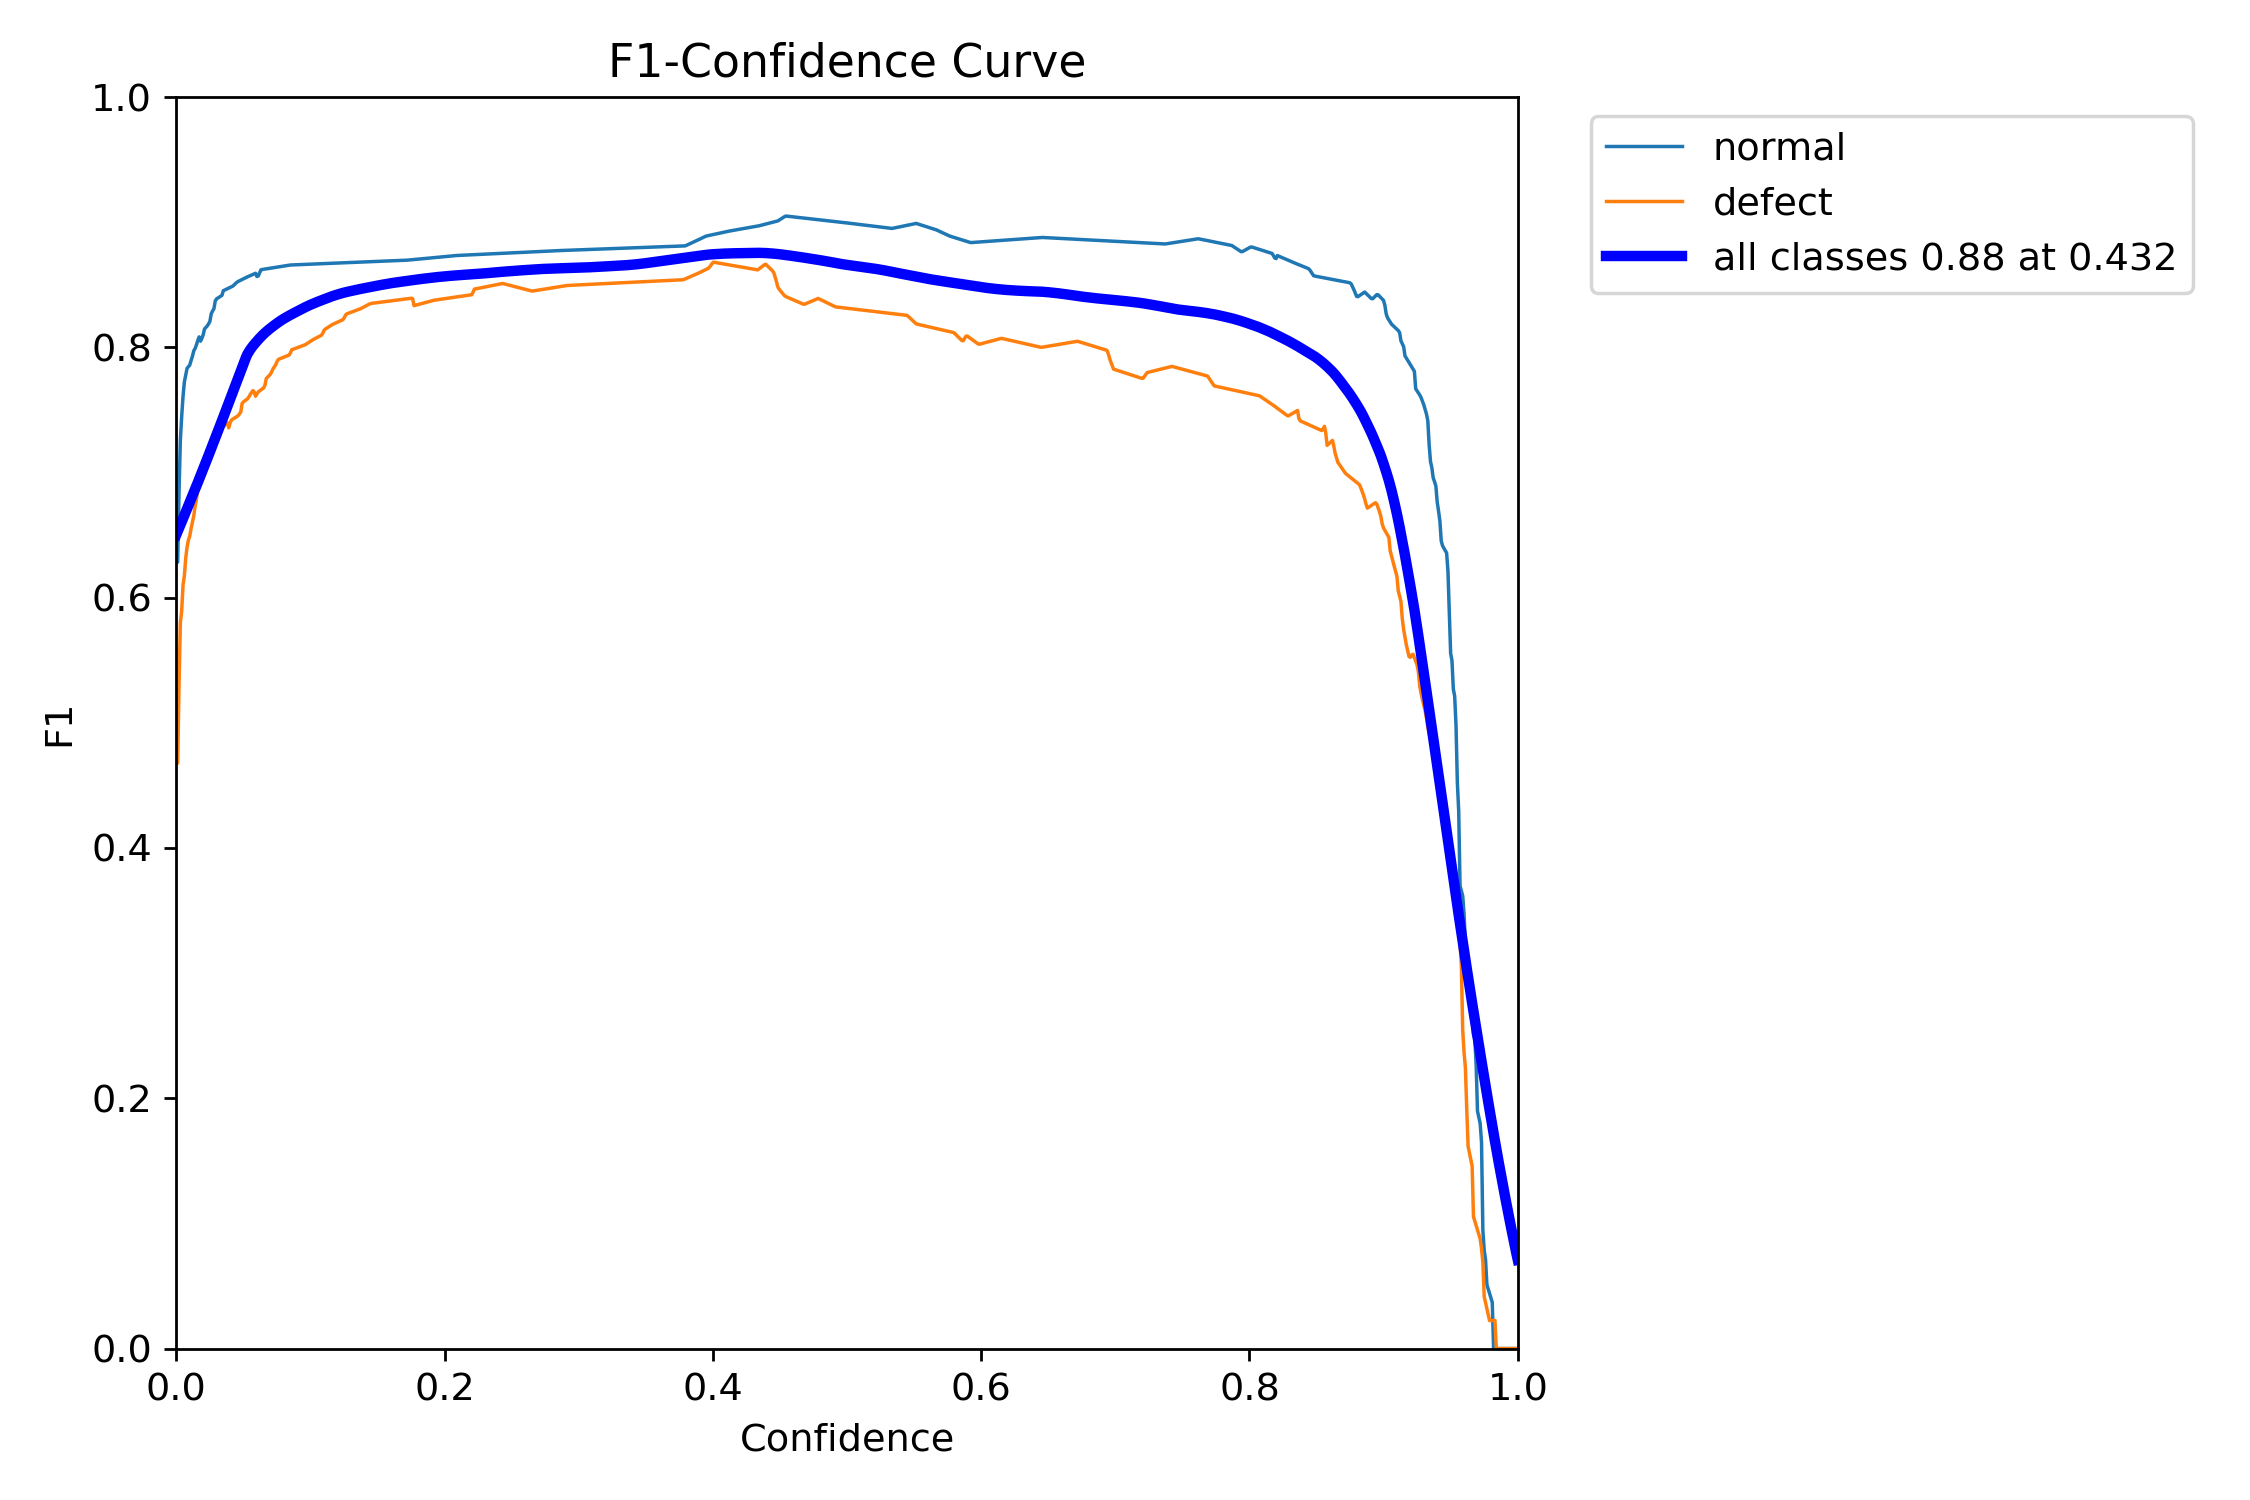 F1-Confidence Curve
1.0
0.8
0.6
0.4
0.2
0.0
F1
0.0 0.2 0.4 0.6 0.8 1.0
Confidence
normal
defect
all classes 0.88 at 0.432